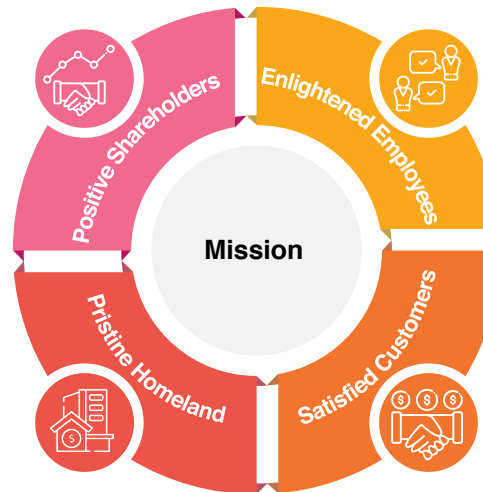 Positive Shareholders
Enlightened Employees
Mission
Pristine Homeland
Satisfied Customers